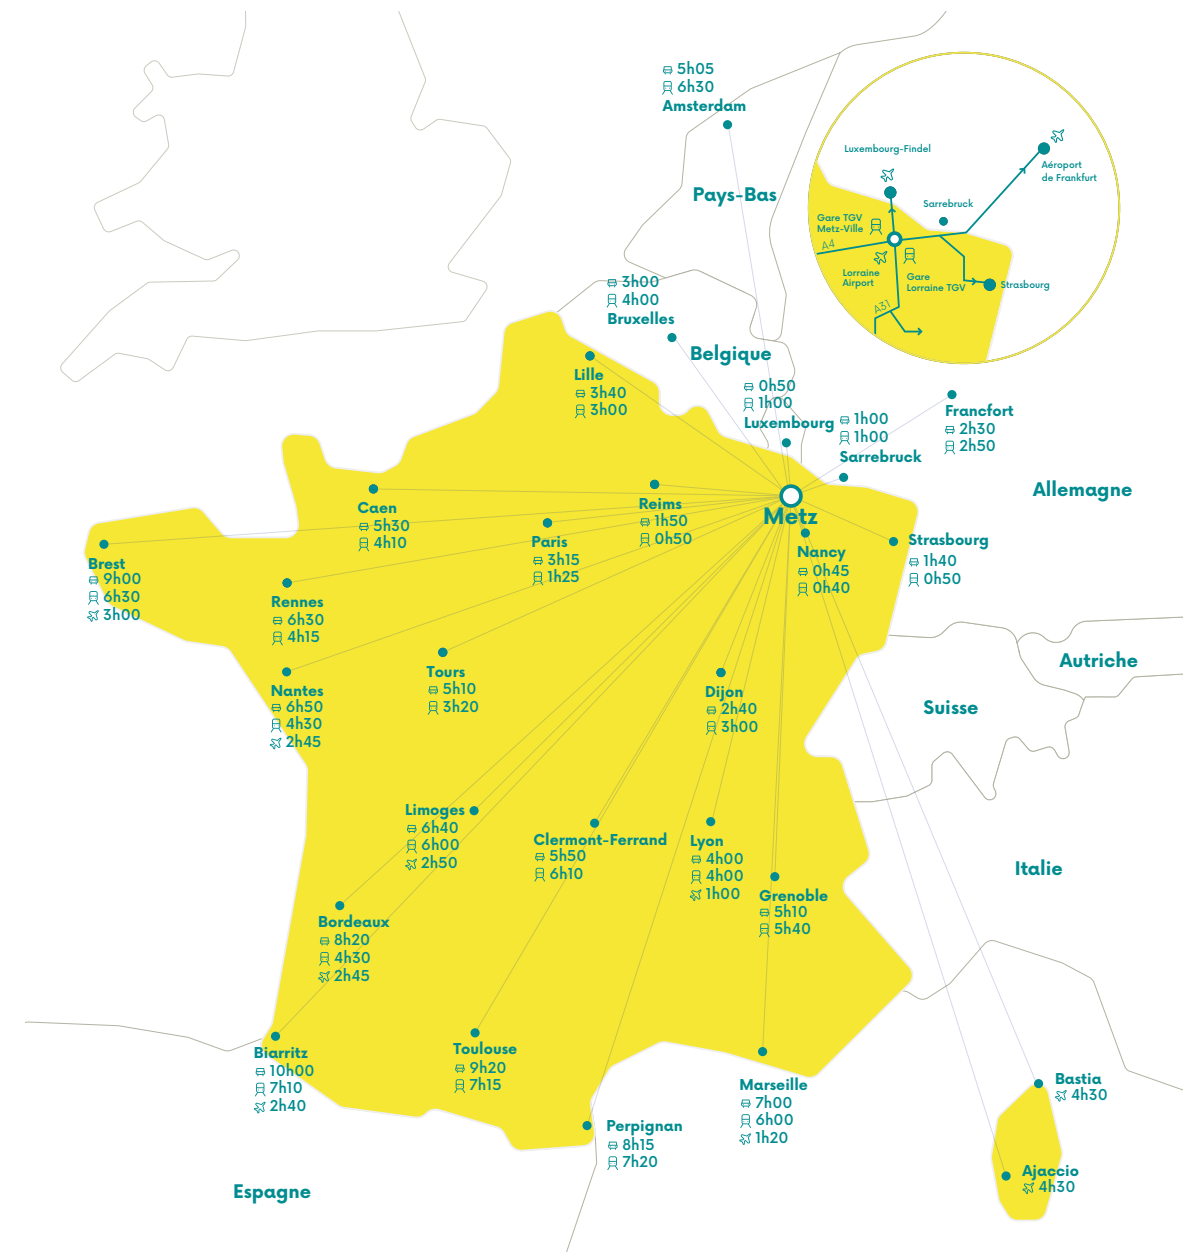 5h05
6h30
Amsterdam
Pays-Bas
Luxembourg-Findel
Aéroport
de Frankfurt
Sarrebruck
Gare TGV
Metz-Ville
A4
Lorraine
Airport
Gare
Lorraine TGV
Strasbourg
A31
3h00
4h00
Bruxelles
Belgique
Lille
3h40
3h00
0h50
1h00
Luxembourg
1h00
1h00
Sarrebruck
Francfort
2h30
2h50
Allemagne
Caen
5h30
4h10
Reims
1h50
0h50
Metz
Paris
3h15
1h25
Nancy
0h45
0h40
Strasbourg
1h40
0h50
Brest
9h00
6h30
3h00
Rennes
6h30
4h15
Nantes
6h50
4h30
2h45
Tours
5h10
3h20
Dijon
2h40
3h00
Autriche
Suisse
Limoges
6h40
6h00
2h50
Clermont-Ferrand
5h50
6h10
Lyon
4h00
4h00
1h00
Grenoble
5h10
5h40
Italie
Bordeaux
8h20
4h30
2h45
Biarritz
10h00
7h10
2h40
Toulouse
9h20
7h15
Marseille
7h00
6h00
1h20
Perpignan
8h15
7h20
Bastia
4h30
Ajaccio
4h30
Espagne